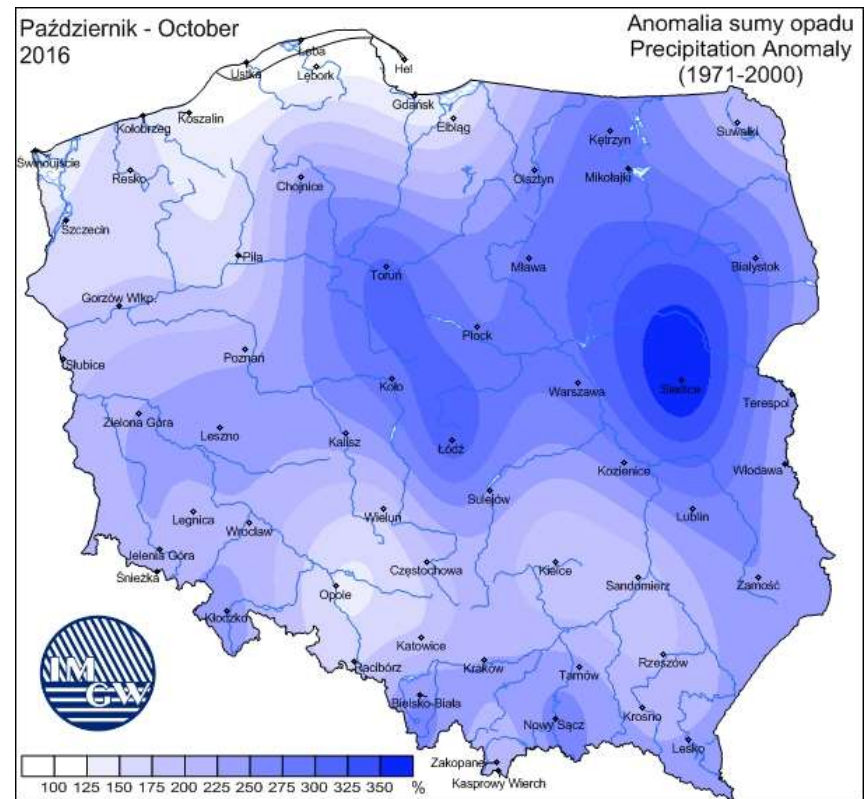 Październik - October
2016
Anomalia sumy opadu
Precipitation Anomaly
(1971-2000)
Łeba
Ustka
Lębork
Hel
Gdańsk
Koszalin
Kołobrzeg
Elbląg
Kętrzyn
Suwałki
Świnoujście
Resko
Chojnice
Olsztyn
Mikołajki
Szczecin
Piła
Toruń
Mława
Białystok
Gorzów Wlkp.
Płock
Słubice
Poznań
Koło
Warszawa
Siedlce
Terespol
Zielona Góra
Leszno
Kalisz
Łódź
Kozienice
Włodawa
Sulejów
Legnica
Wrocław
Wieluń
Lublin
Jelenia Góra
Śnieżka
Częstochowa
Kielce
Sandomierz
Zamość
Opole
Kłodzko
Katowice
Racibórz
Kraków
Tarnów
Rzeszów
Bielsko-Biała
Nowy Sącz
Krosno
Lesko
Zakopane
Kasprowy Wierch
IM
GW
100 125 150 175 200 225 250 275 300 325 350 %